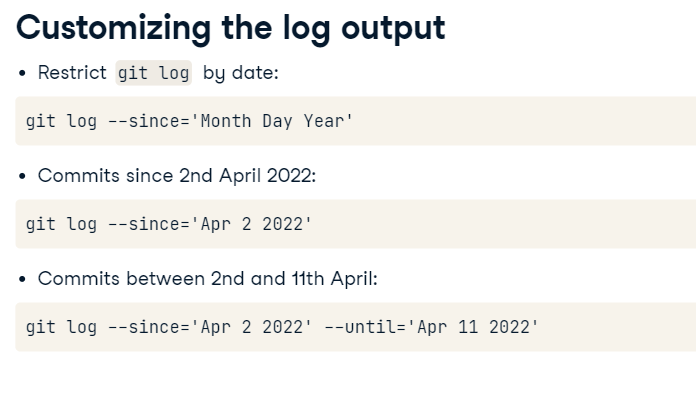 Customizing the log output
• Restrict git log by date:
git log --since='Month Day Year'
• Commits since 2nd April 2022:
git log --since='Apr 2 2022'
• Commits between 2nd and 11th April:
git log --since='Apr 2 2022' --until='Apr 11 2022'